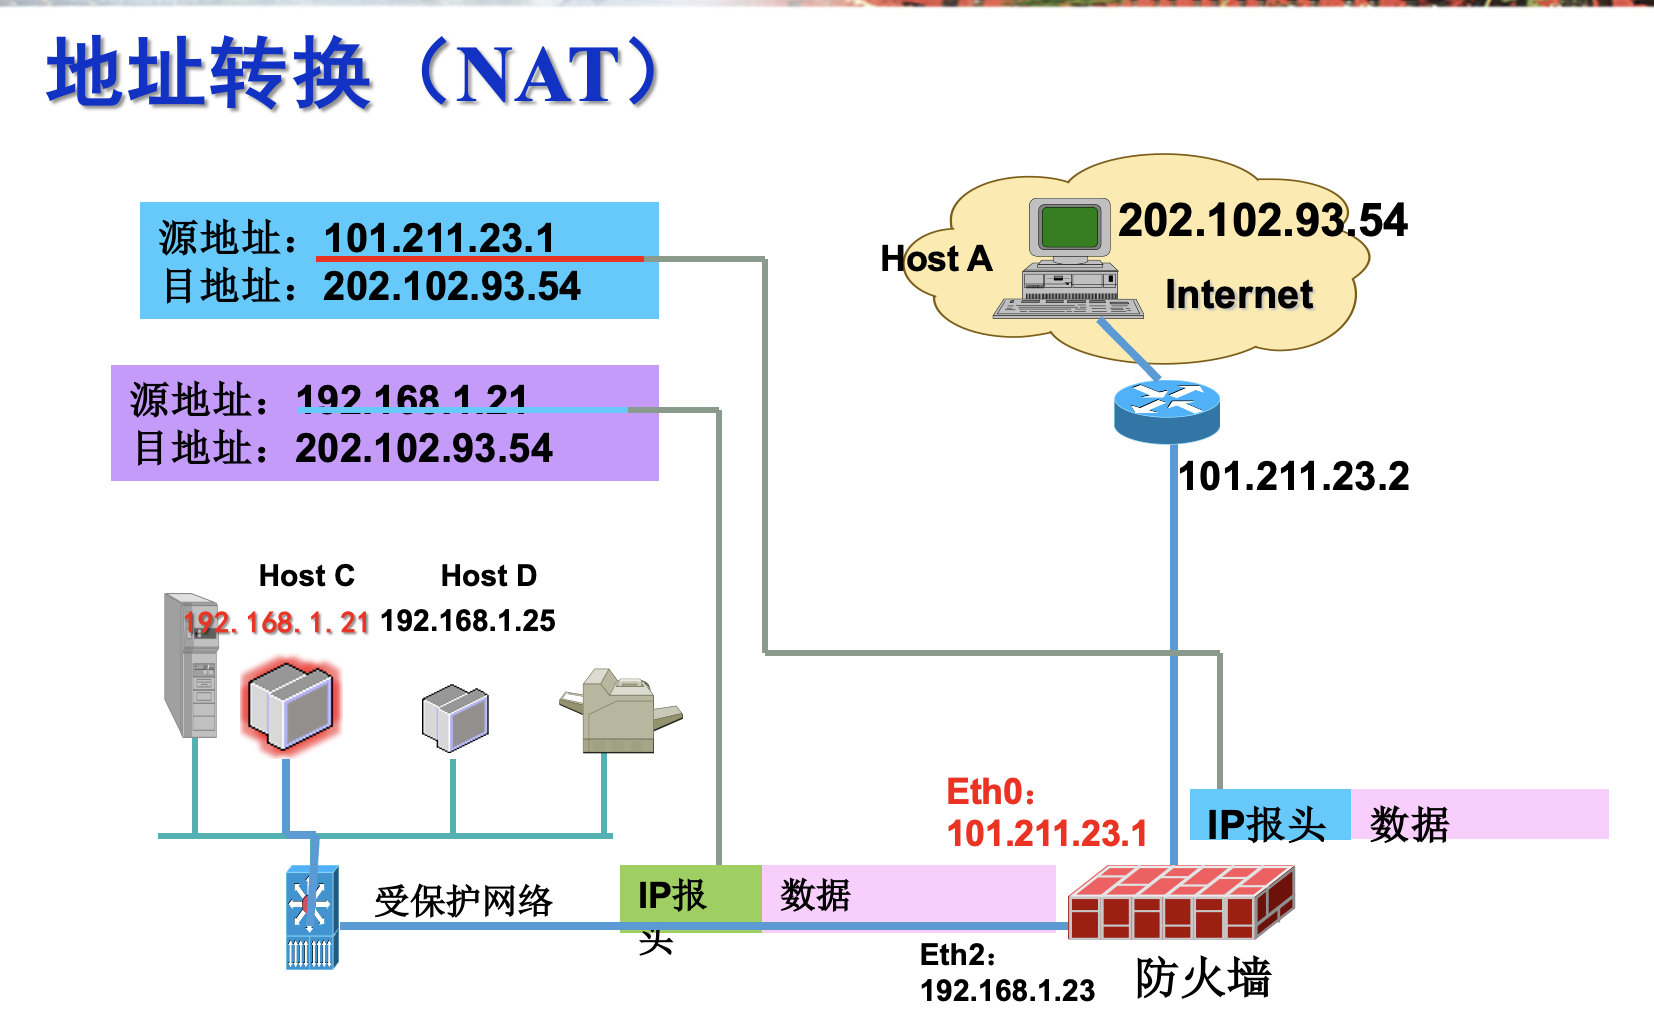 地址转换（NAT）
源地址：101.211.23.1
目地址：202.102.93.54
源地址：192.168.1.21
目地址：202.102.93.54
Host A
202.102.93.54
Internet
101.211.23.2
Host C
Host D
192.168.1.21
192.168.1.25
Eth0：
101.211.23.1
IP报头
数据
受保护网络
IP报
头
数据
Eth2：
192.168.1.23
防火墙